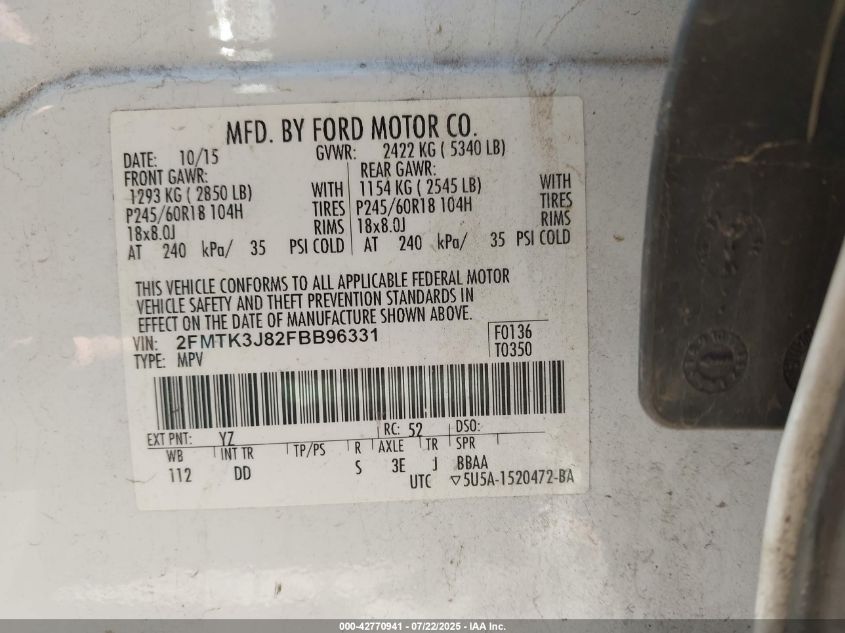 MFD. BY FORD MOTOR CO.
DATE: 10/15 GVWR: 2422 KG ( 5340 LB)
FRONT GAWR: REAR GAWR:
1293 KG ( 2850 LB) WITH 1154 KG ( 2545 LB) WITH
P245/60R18 104H TIRES P245/60R18 104H TIRES
18x8.0J RIMS 18x8.0J RIMS
AT 240 kPa/ 35 PSI COLD AT 240 kPa/ 35 PSI COLD
THIS VEHICLE CONFORMS TO ALL APPLICABLE FEDERAL MOTOR
VEHICLE SAFETY AND THEFT PREVENTION STANDARDS IN
EFFECT ON THE DATE OF MANUFACTURE SHOWN ABOVE.
VIN: 2FMTK3J82FBB96331 F0136
TYPE: MPV T0350
EXT PNT: YZ RC: 52 DSO:
WB INT TR TP/PS R AXLE TR SPR
112 DD S 3E J BBAA
UTC ▽5U5A-1520472-BA
000-42770941 - 07/22/2025 - IAA Inc.